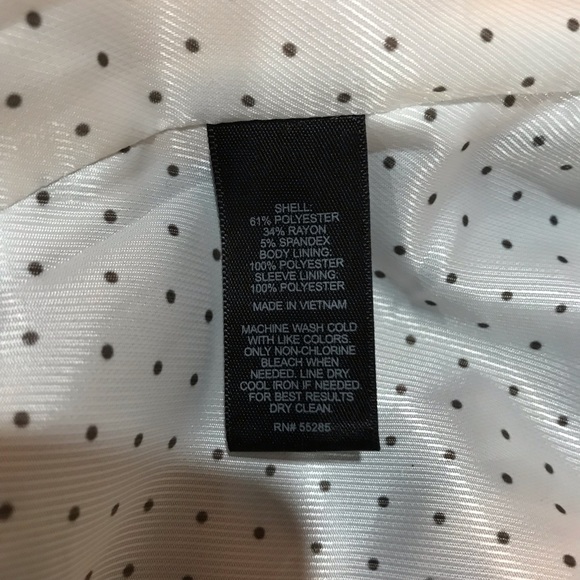 SHELL:
61% POLYESTER
34% RAYON
5% SPANDEX
BODY LINING:
100% POLYESTER
SLEEVE LINING:
100% POLYESTER
MADE IN VIETNAM
MACHINE WASH COLD
WITH LIKE COLORS.
ONLY NON-CHLORINE
BLEACH WHEN
NEEDED. LINE DRY
COOL IRON IF NEEDED.
FOR BEST RESULTS
DRY CLEAN.
RN# 55285